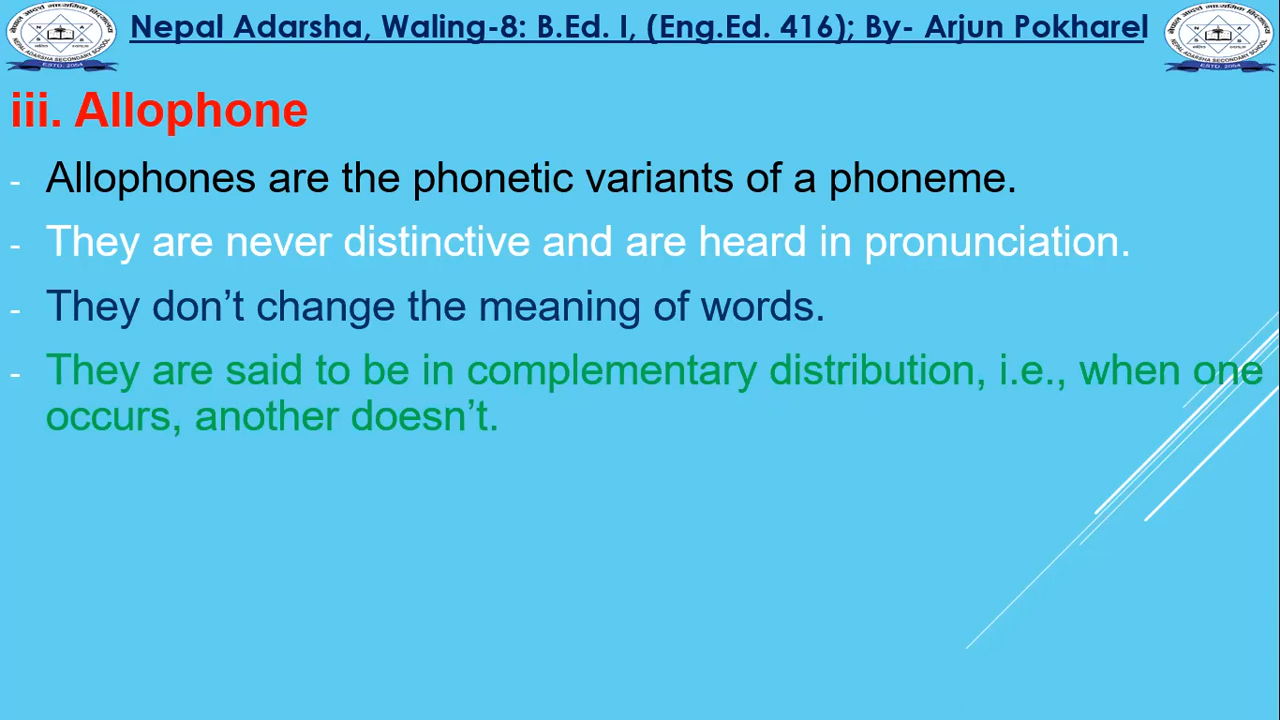 Nepal Adarsha, Waling-8: B.Ed. I, (Eng.Ed. 416); By- Arjun Pokharel
iii. Allophone
- Allophones are the phonetic variants of a phoneme.
- They are never distinctive and are heard in pronunciation.
- They don’t change the meaning of words.
- They are said to be in complementary distribution, i.e., when one
occurs, another doesn’t.